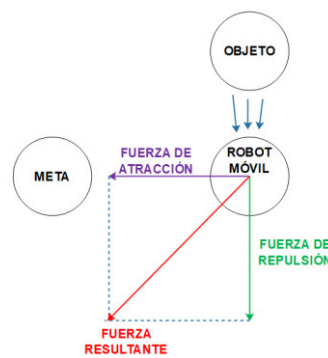 OBJETO
FUERZA DE
ATRACCIÓN
ROBOT
MÓVIL
META
FUERZA DE
REPULSIÓN
FUERZA
RESULTANTE